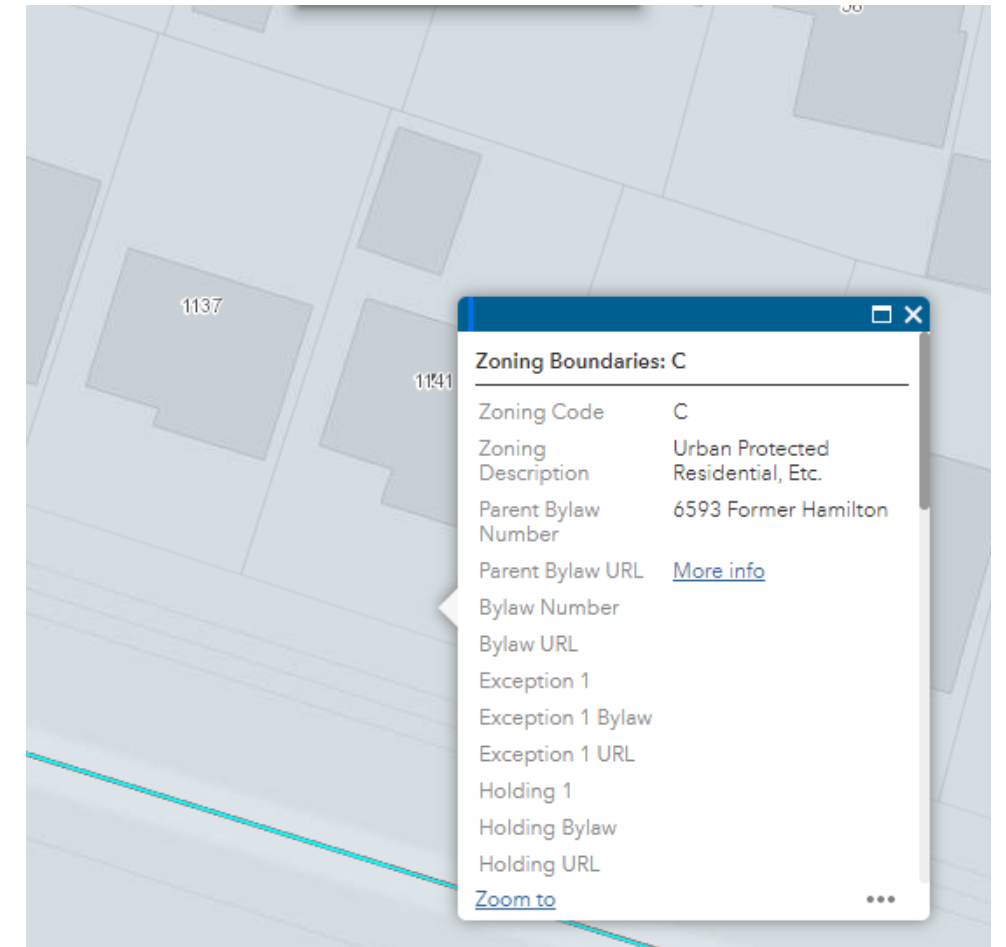 1137
1141
Zoning Boundaries: C
Zoning Code C
Zoning Urban Protected
Description Residential, Etc.
Parent Bylaw 6593 Former Hamilton
Number
Parent Bylaw URL More info
Bylaw Number
Bylaw URL
Exception 1
Exception 1 Bylaw
Exception 1 URL
Holding 1
Holding Bylaw
Holding URL
Zoom to